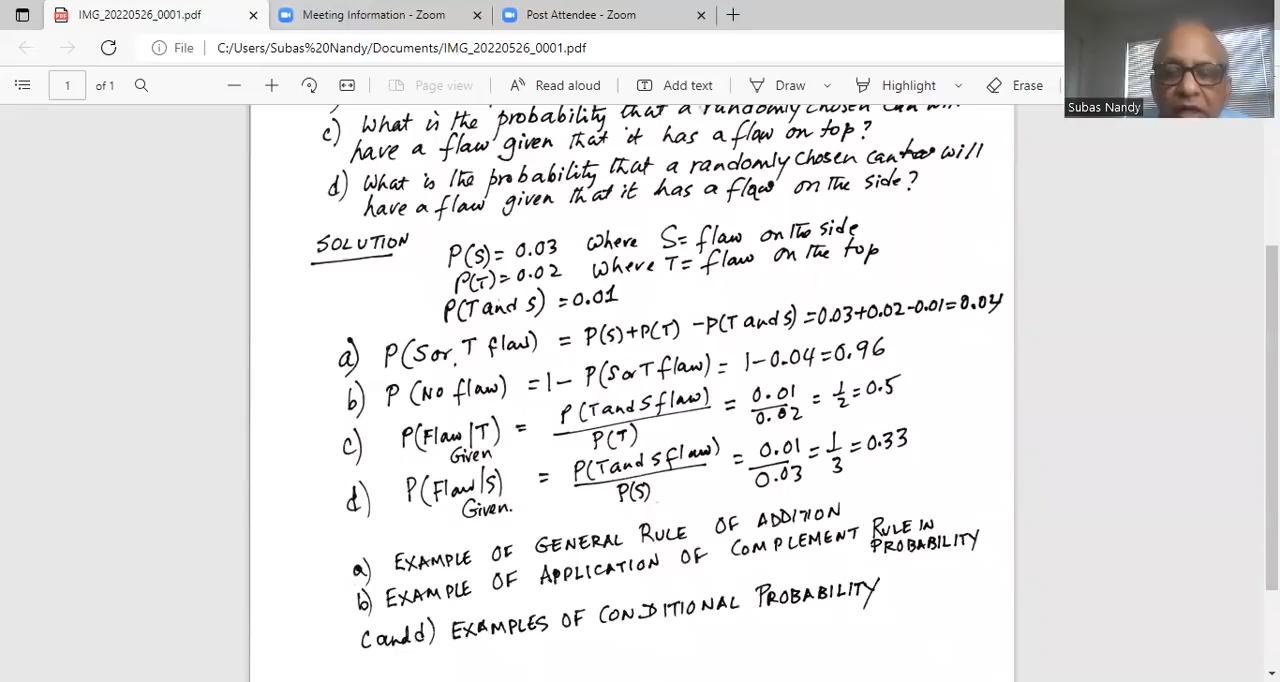 IMG_20220526_0001.pdf
Meeting Information - Zoom
Post Attendee - Zoom
File C:/Users/Subas%20Nandy/Documents/IMG_20220526_0001.pdf
1 of 1 Page view Read aloud Add text Draw Highlight Erase
Subas Nandy
c) What is the probability that a randomly chosen can will
have a flaw given that it has a flaw on top?
d) What is the probability that a randomly chosen can will
have a flaw given that it has a flaw on the side?
SOLUTION
P(S) = 0.03 where S = flaw on the side
P(T) = 0.02 where T = flaw on the top
P(T and S) = 0.01
a) P(S or T flaw) = P(S) + P(T) - P(T and S) = 0.03 + 0.02 - 0.01 = 0.04
b) P (No flaw) = 1 - P(S or T flaw) = 1 - 0.04 = 0.96
c) P(Flaw|T) = P(T and S flaw) / P(T) = 0.01 / 0.02 = 1/2 = 0.5
Given
d) P(Flaw|S) = P(T and S flaw) / P(S) = 0.01 / 0.03 = 1/3 = 0.33
Given.
a) EXAMPLE OF GENERAL RULE OF ADDITION
b) EXAMPLE OF APPLICATION OF COMPLEMENT RULE IN
PROBABILITY
c and d) EXAMPLES OF CONDITIONAL PROBABILITY